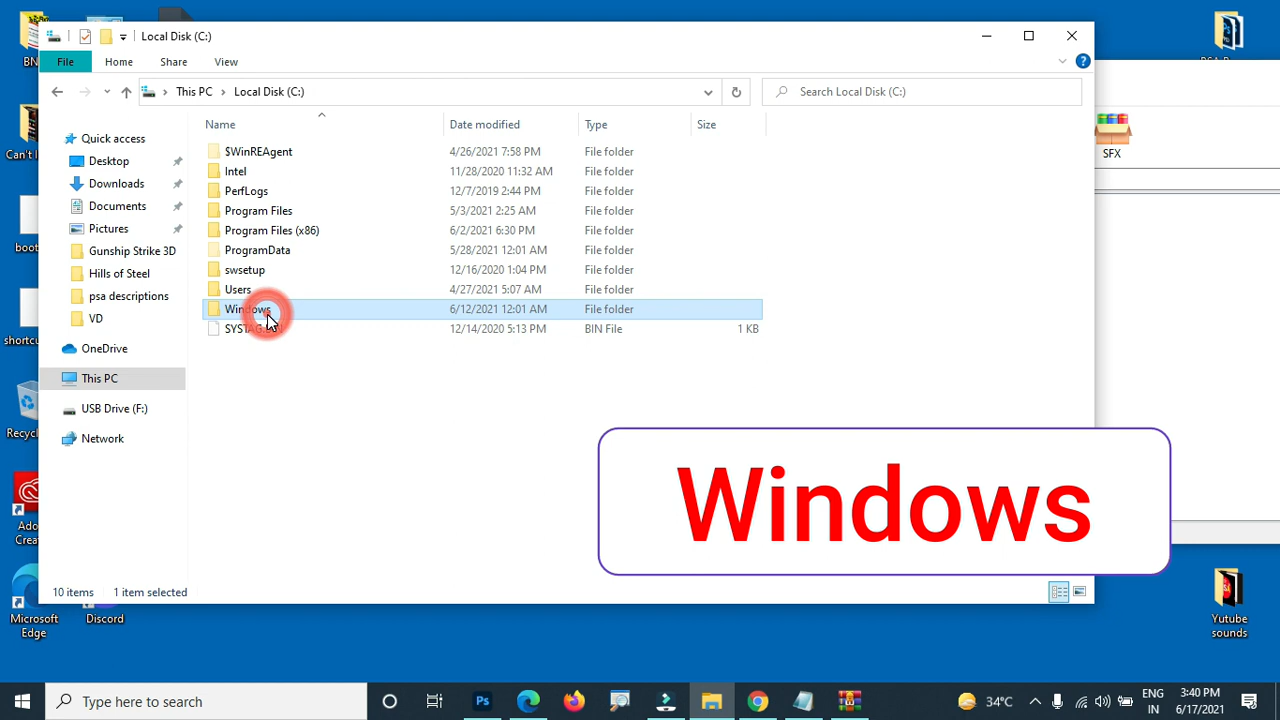 BN
Local Disk (C:)
File
Home
Share
View
This PC
Local Disk (C:)
Search Local Disk (C:)
Name
Date modified
Type
Size
SFX
Quick access
Desktop
Downloads
Documents
Pictures
Gunship Strike 3D
Hills of Steel
psa descriptions
VD
OneDrive
This PC
USB Drive (F:)
Network
$WinREAgent 4/26/2021 7:58 PM File folder
Intel 11/28/2020 11:32 AM File folder
PerfLogs 12/7/2019 2:44 PM File folder
Program Files 5/3/2021 2:25 AM File folder
Program Files (x86) 6/2/2021 6:30 PM File folder
ProgramData 5/28/2021 12:01 AM File folder
swsetup 12/16/2020 1:04 PM File folder
Users 4/27/2021 5:07 AM File folder
Windows 6/12/2021 12:01 AM File folder
12/14/2020 5:13 PM BIN File 1 KB
Windows
10 items 1 item selected
Can't
boot
shortcu
Recyc
Ado
Creat
Microsoft
Edge
Discord
Yutube
sounds
Type here to search
Ps
34°C
ENG
IN
3:40 PM
6/17/2021